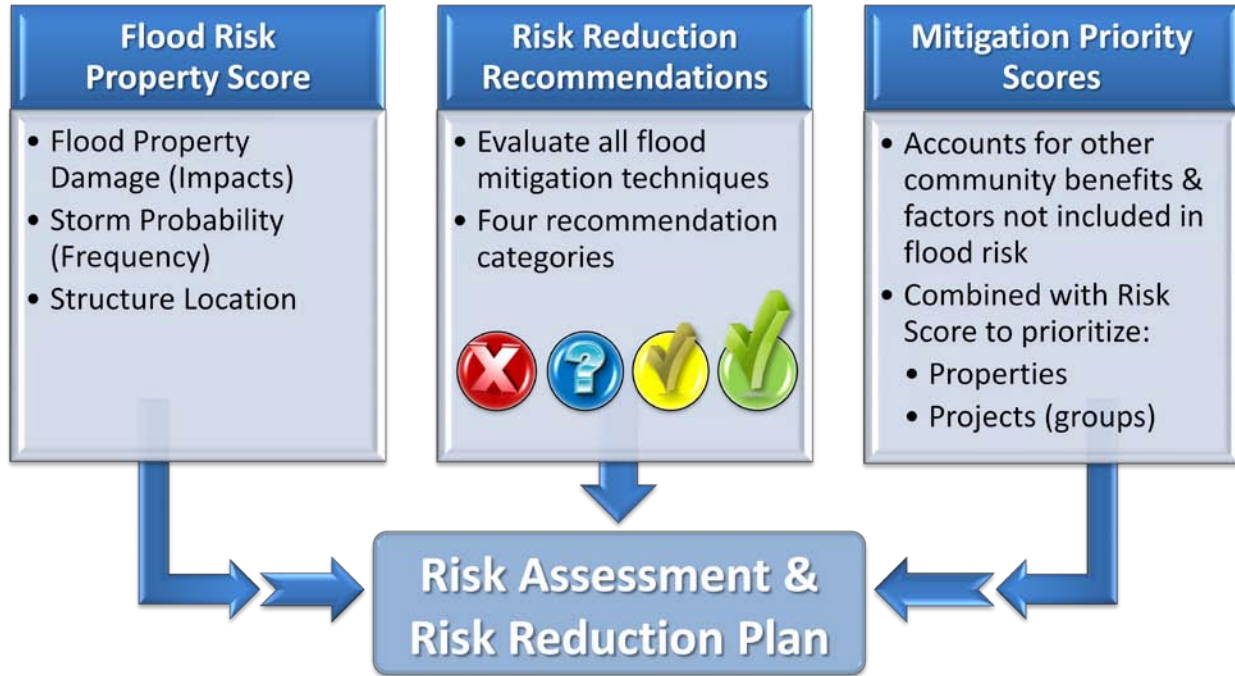 Flood Risk
Property Score
• Flood Property
Damage (Impacts)
• Storm Probability
(Frequency)
• Structure Location
Risk Reduction
Recommendations
• Evaluate all flood
mitigation techniques
• Four recommendation
categories
X ?
Mitigation Priority
Scores
• Accounts for other
community benefits &
factors not included in
flood risk
• Combined with Risk
Score to prioritize:
• Properties
• Projects (groups)
Risk Assessment &
Risk Reduction Plan